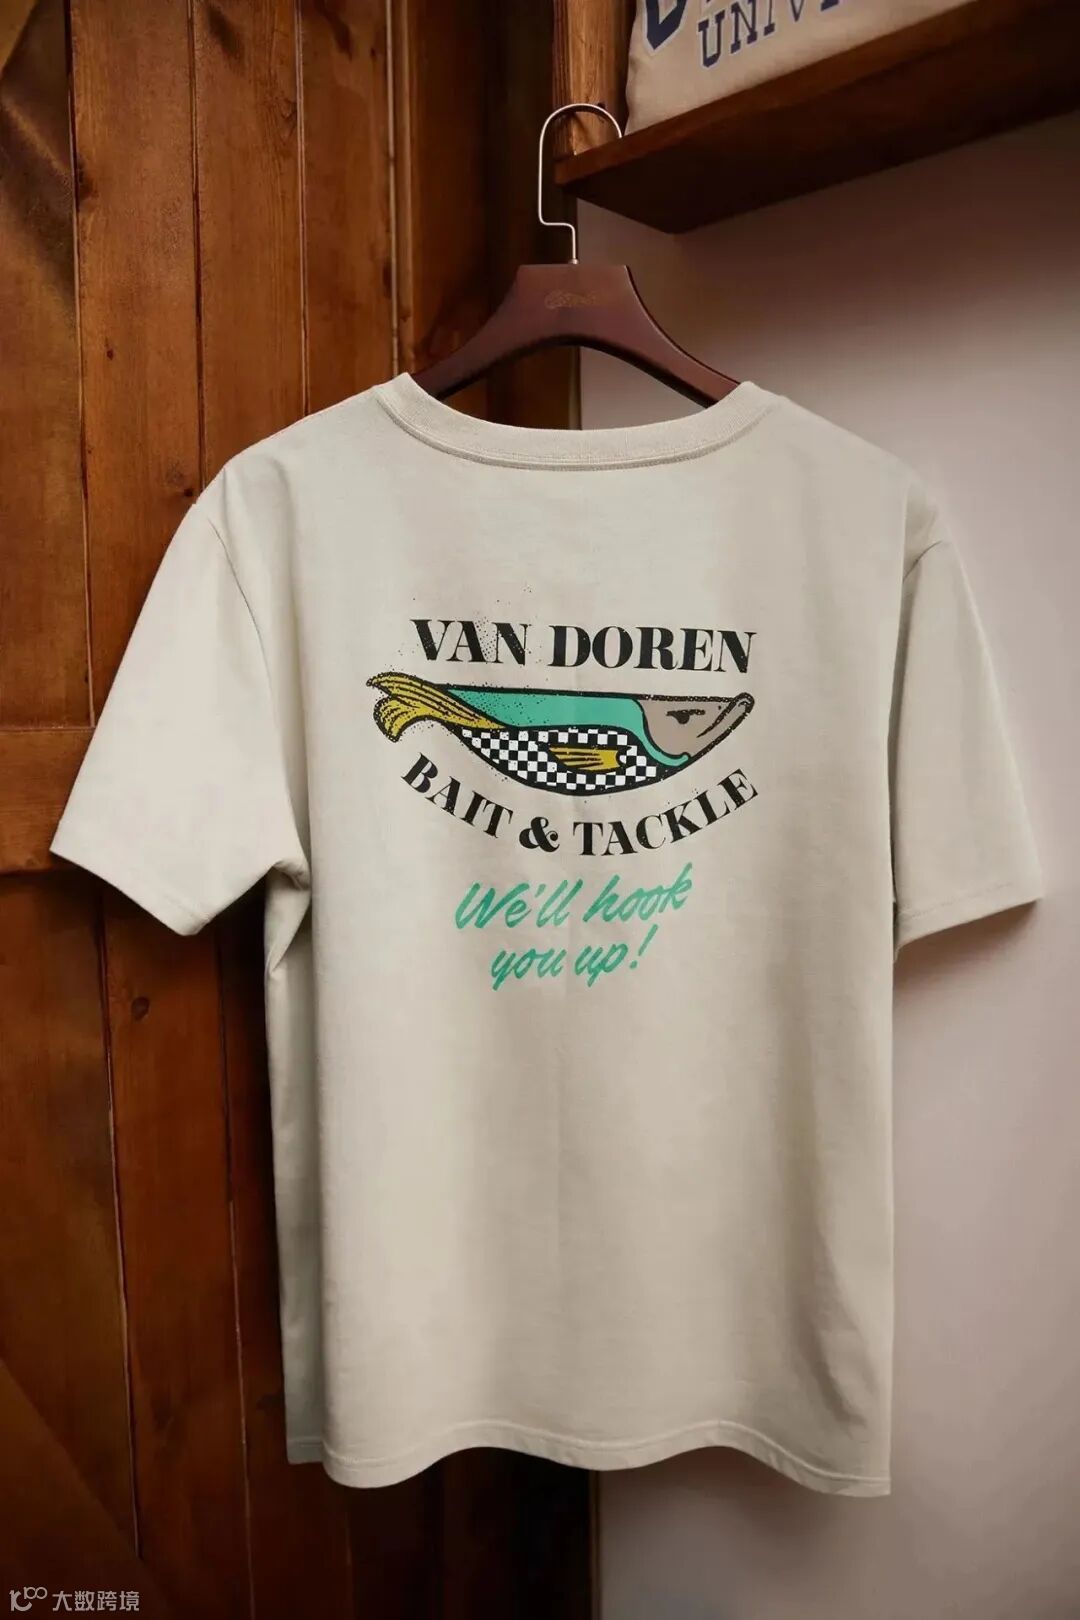 UNIV
VAN DOREN
BAIT & TACKLE
We'll hook
you up!
大数跨境